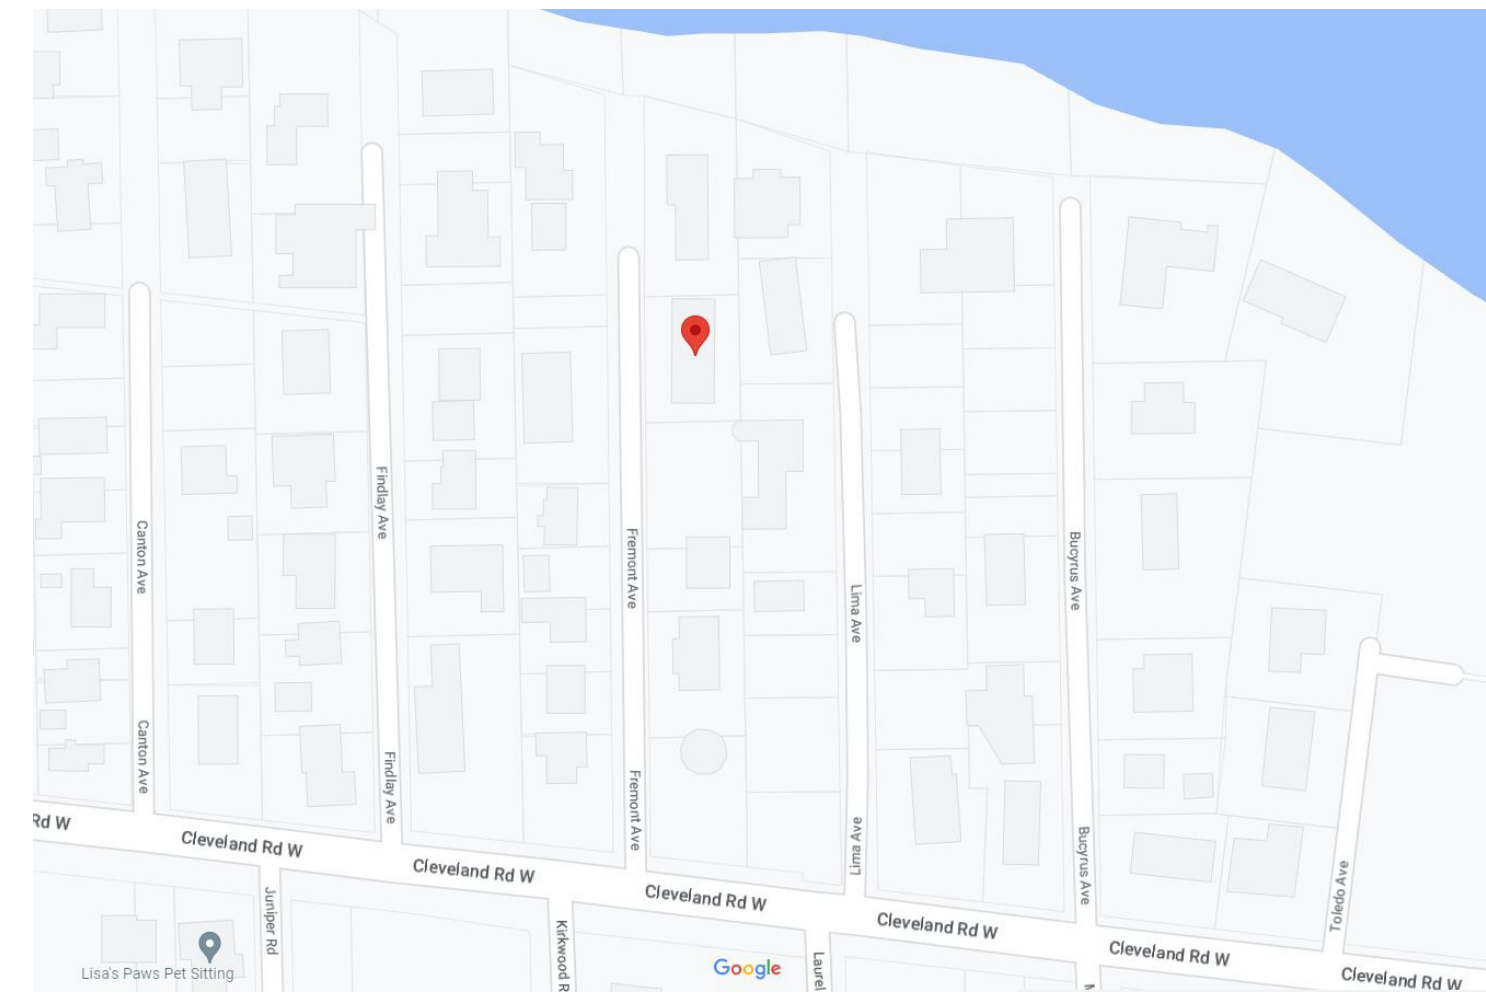 Findlay Ave
Canton Ave
Fremont Ave
Bucyrus Ave
Lima Ave
Canton Ave
Findlay Ave
Fremont Ave
Lima Ave
Bucyrus Ave
Rd W
Cleveland Rd W
Cleveland Rd W
Cleveland Rd W
Cleveland Rd W
Cleveland Rd W
Cleveland Rd W
Toledo Ave
Juniper Rd
Kirkwood R
Laurel
Lisa's Paws Pet Sitting
Google